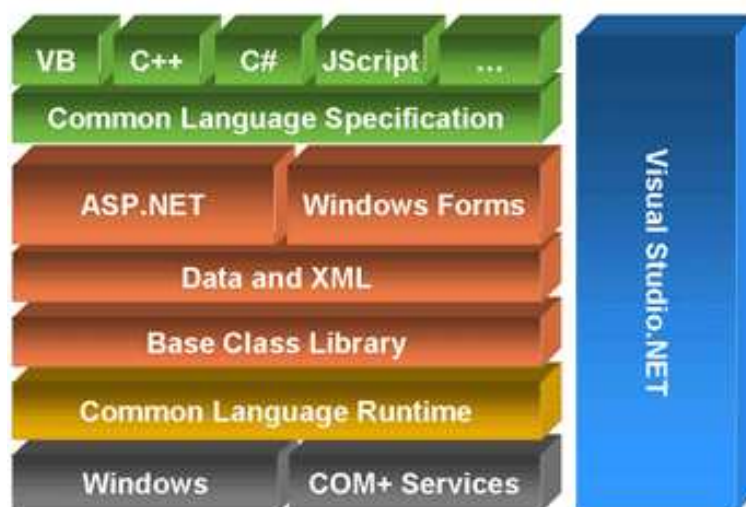 VB C++ C# JScript ...
Common Language Specification
ASP.NET Windows Forms
Data and XML
Base Class Library
Common Language Runtime
Windows COM+ Services
Visual Studio.NET